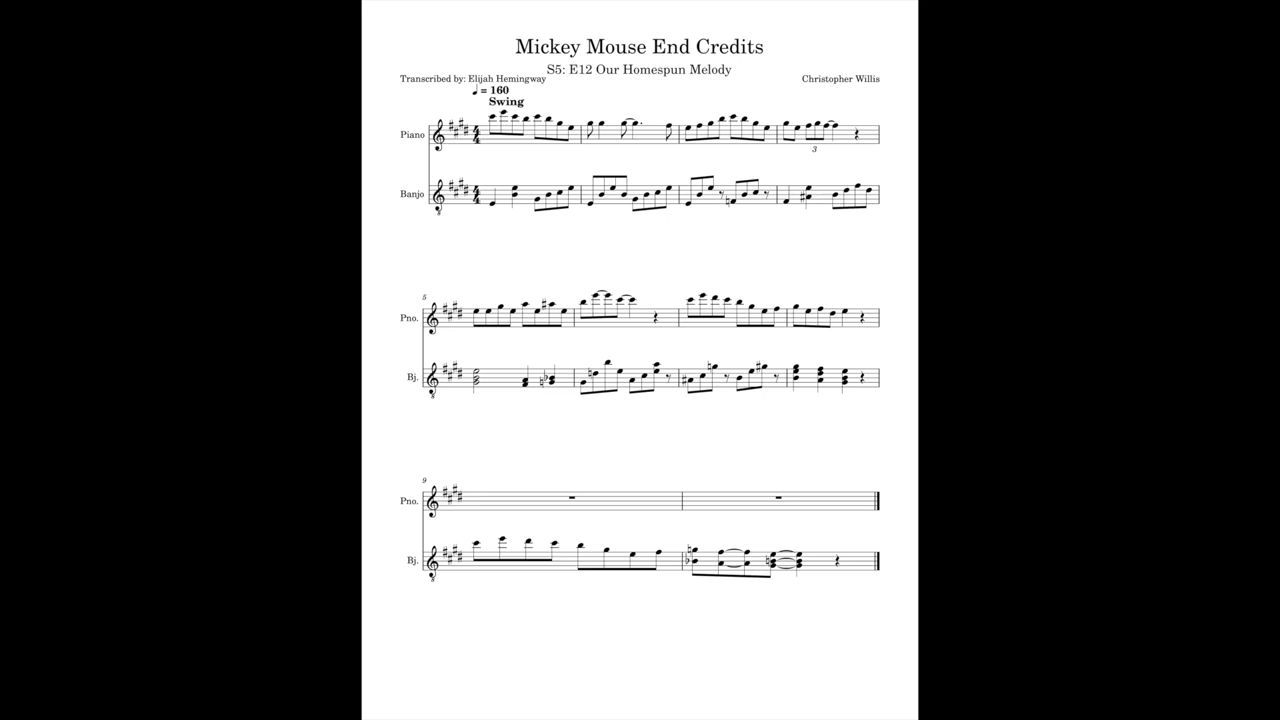 Mickey Mouse End Credits
S5: E12 Our Homespun Melody
Transcribed by: Elijah Hemingway
Christopher Willis
♩ = 160
Swing
Piano
3
Banjo
5
Pno.
Bj.
9
Pno.
Bj.